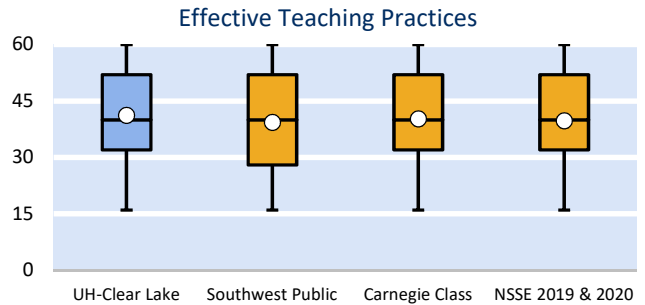 Effective Teaching Practices
60
45
30
15
0
UH-Clear Lake Southwest Public Carnegie Class NSSE 2019 & 2020